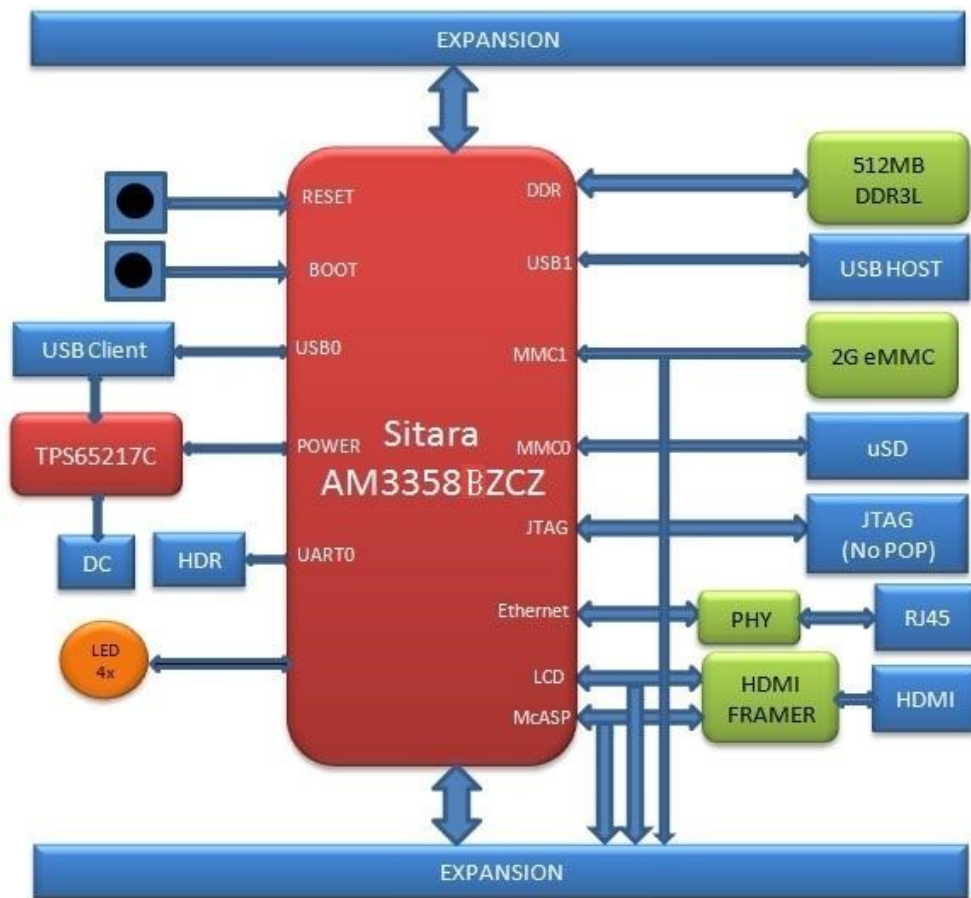 EXPANSION
RESET
DDR
512MB
DDR3L
BOOT
USB1
USB HOST
USB Client
USB0
MMC1
2G eMMC
TPS65217C
POWER
Sitara
AM3358BZCZ
MMC0
uSD
JTAG
JTAG
(No POP)
DC
HDR
UART0
Ethernet
PHY
RJ45
LED
4x
LCD
McASP
HDMI
FRAMER
HDMI
EXPANSION